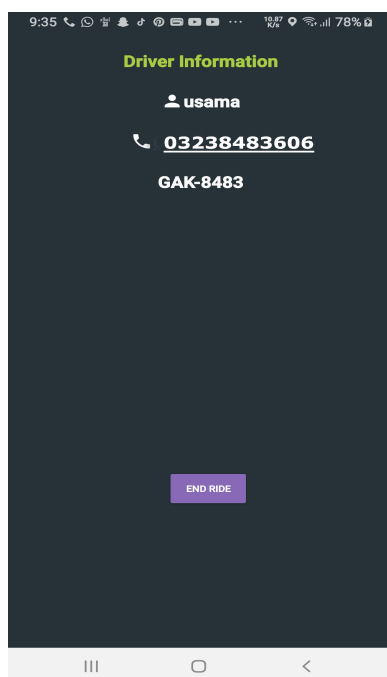 9:35 ... 10.87 K/s 78%
Driver Information
usama
03238483606
GAK-8483
END RIDE